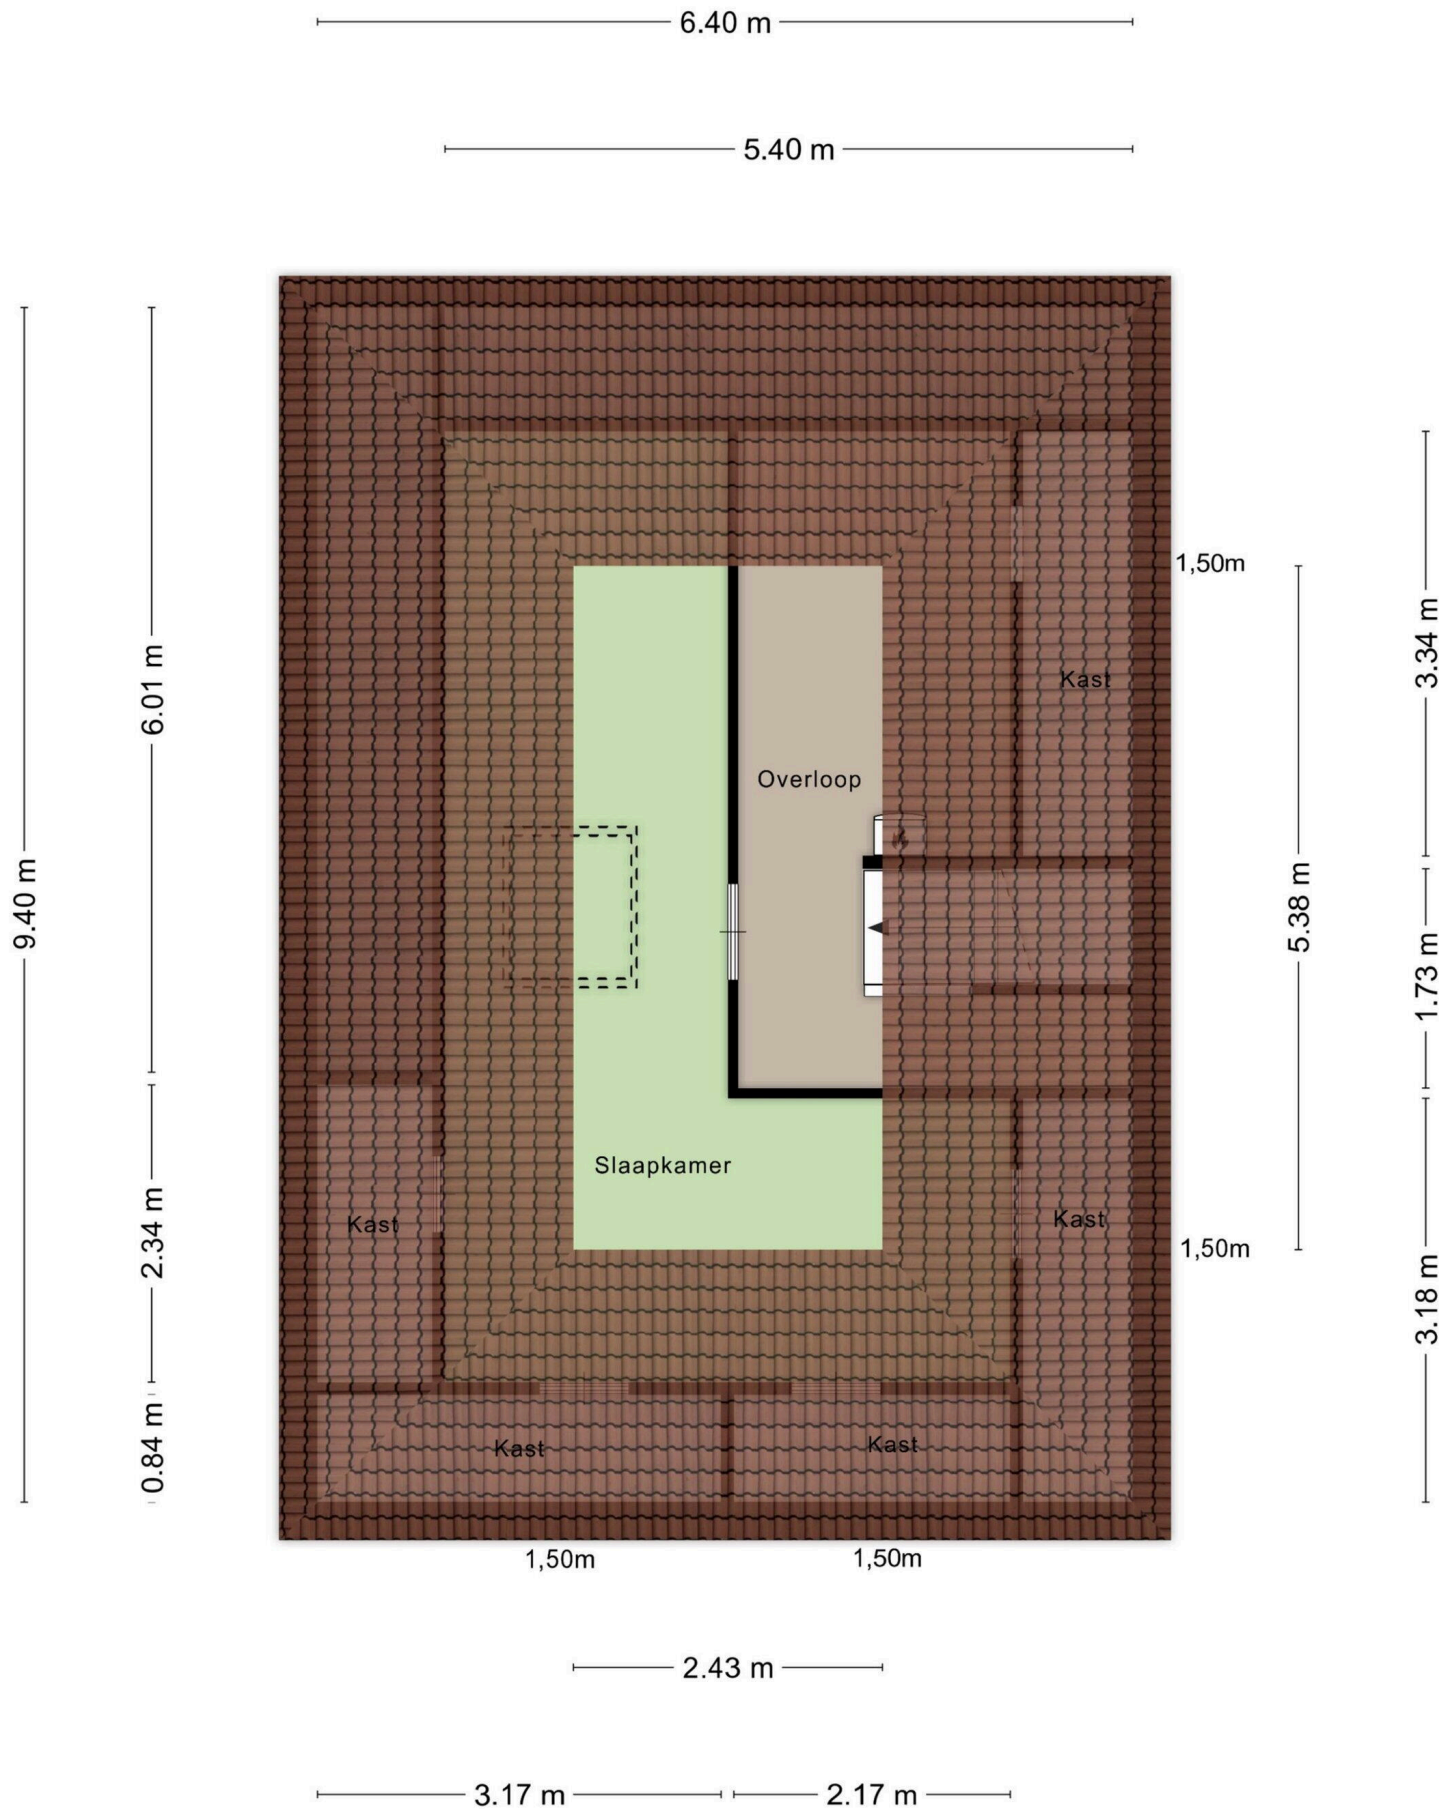 6.40 m
5.40 m
1,50m
3.34 m
6.01 m
Kast
Overloop
9.40 m
5.38 m
1.73 m
Slaapkamer
Kast
Kast
2.34 m
1,50m
3.18 m
0.84 m
Kast
Kast
1,50m
1,50m
2.43 m
3.17 m
2.17 m